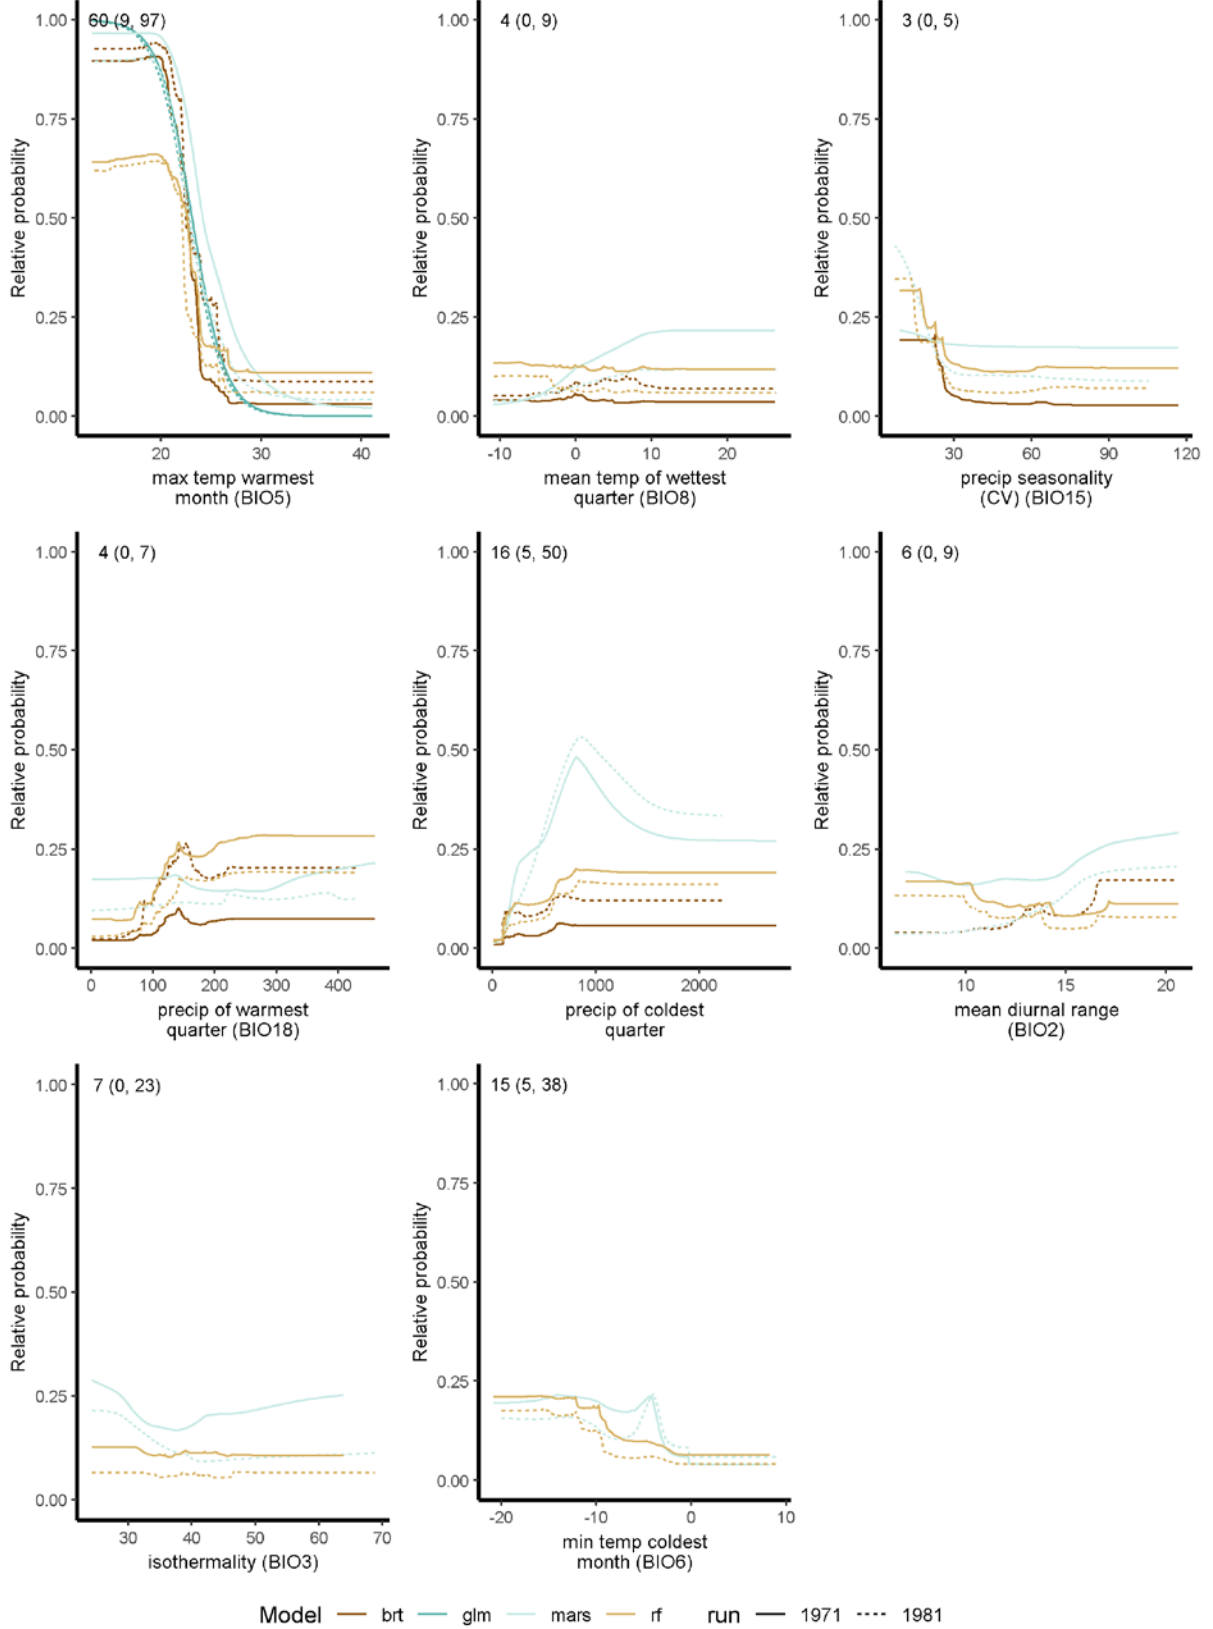 1.00
0.75
0.50
0.25
0.00
Relative probability
60 (9, 97)
20
30
40
max temp warmest
month (BIO5)
1.00
0.75
0.50
0.25
0.00
Relative probability
4 (0, 9)
-10
0
10
20
mean temp of wettest
quarter (BIO8)
1.00
0.75
0.50
0.25
0.00
Relative probability
3 (0, 5)
30
60
90
120
precip seasonality
(CV) (BIO15)
1.00
0.75
0.50
0.25
0.00
Relative probability
4 (0, 7)
0
100
200
300
400
precip of warmest
quarter (BIO18)
1.00
0.75
0.50
0.25
0.00
Relative probability
16 (5, 50)
0
1000
2000
precip of coldest
quarter
1.00
0.75
0.50
0.25
0.00
Relative probability
6 (0, 9)
10
15
20
mean diurnal range
(BIO2)
1.00
0.75
0.50
0.25
0.00
Relative probability
7 (0, 23)
30
40
50
60
70
isothermality (BIO3)
1.00
0.75
0.50
0.25
0.00
Relative probability
15 (5, 38)
-20
-10
0
10
min temp coldest
month (BIO6)
Model brt glm mars rf run 1971 1981